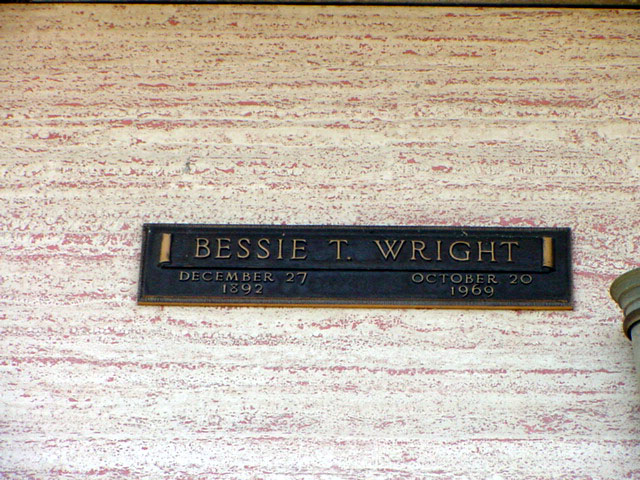 BESSIE T. WRIGHT
DECEMBER 27 OCTOBER 20
1892 1969